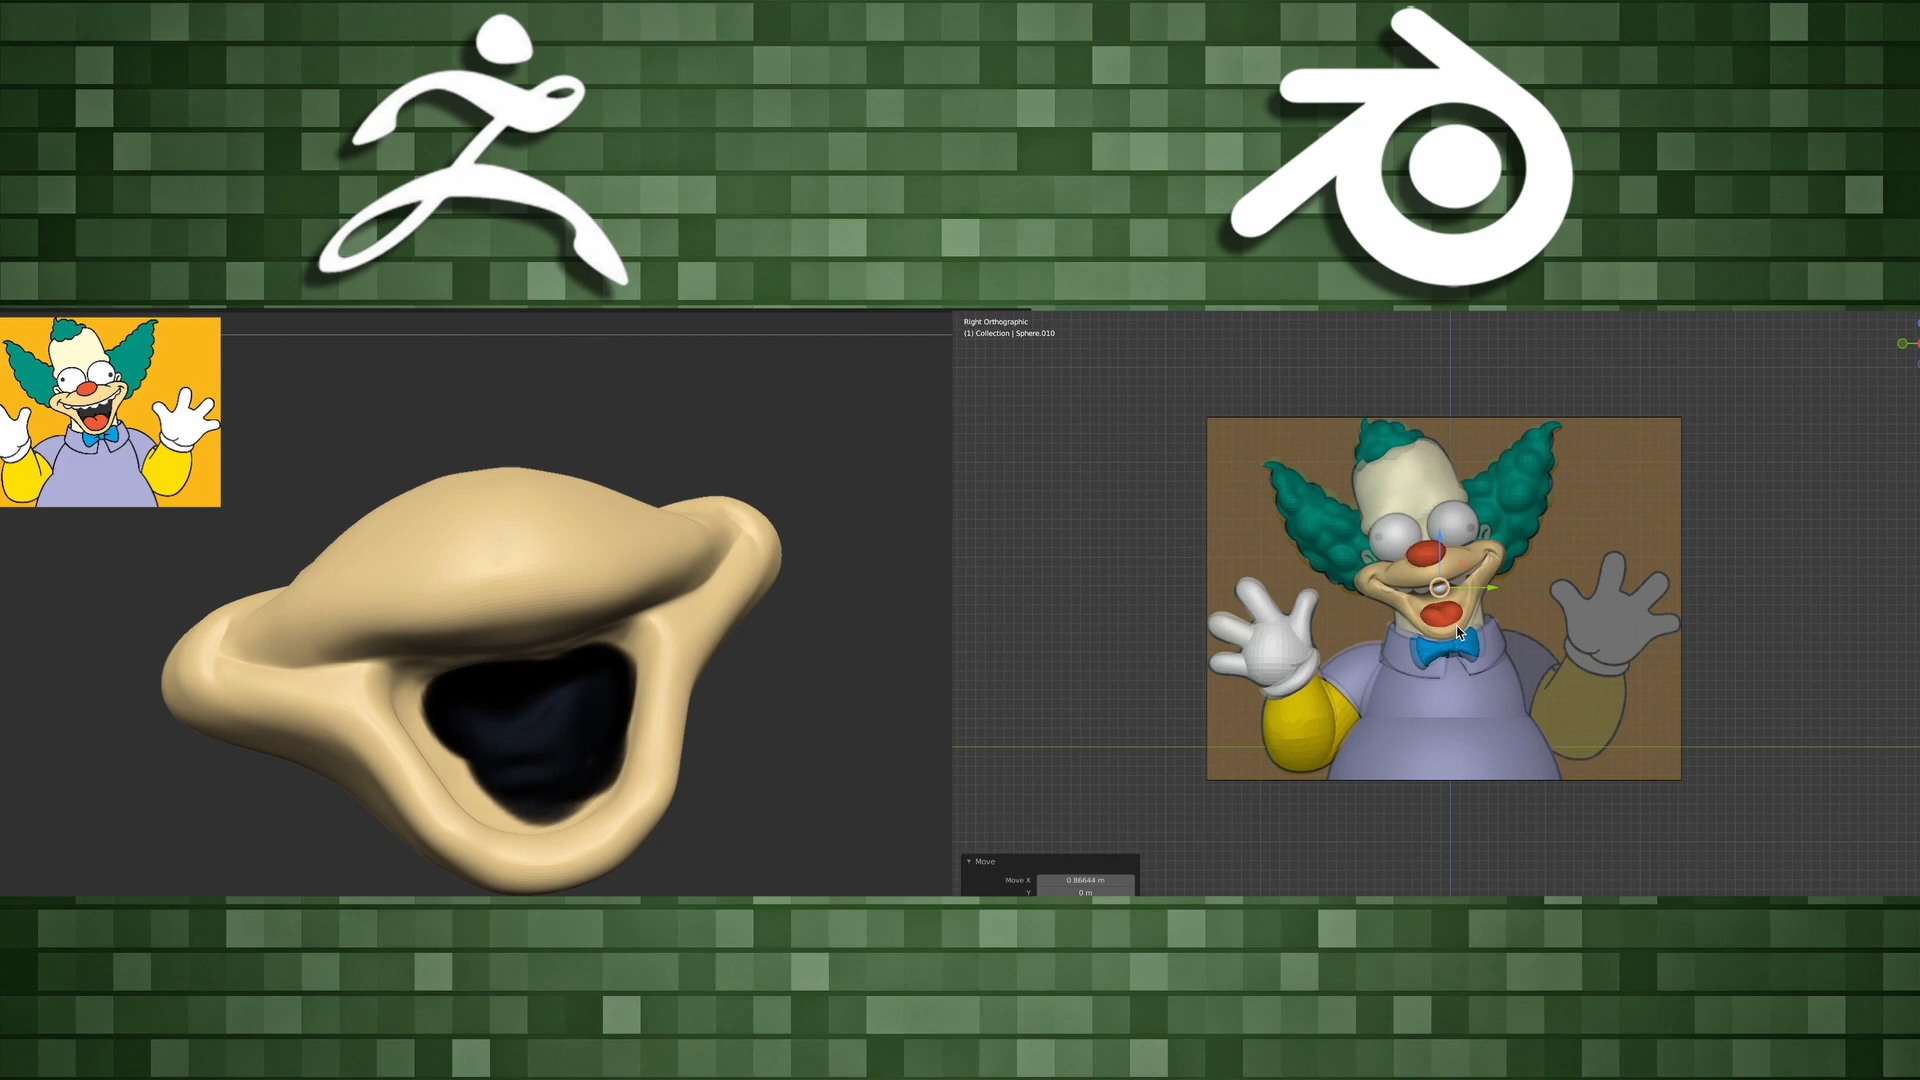 Right Orthographic
(1) Collection | Sphere.010
Move
Move X 0.86644 m
Y 0 m